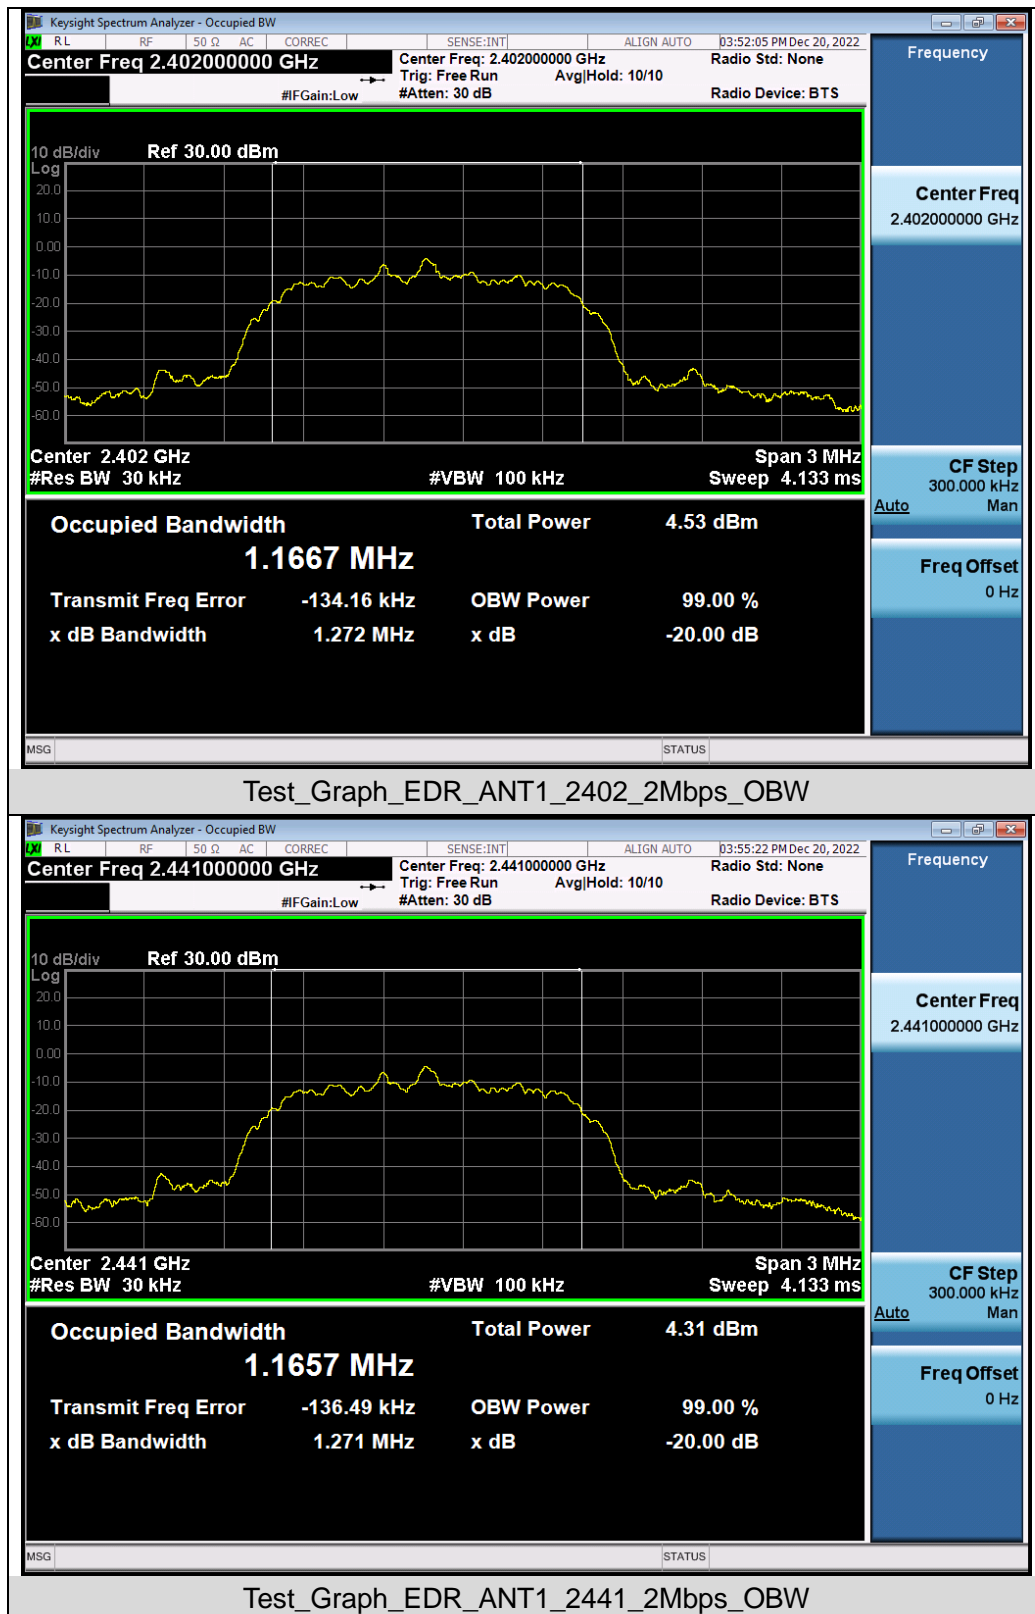 Keysight Spectrum Analyzer - Occupied BW
LXI RL RF 50 Ω AC CORREC SENSE:INT ALIGN AUTO 03:52:05 PM Dec 20, 2022
Center Freq 2.402000000 GHz
Center Freq: 2.402000000 GHz
Radio Std: None
Trig: Free Run Avg|Hold: 10/10
#IFGain:Low
#Atten: 30 dB
Radio Device: BTS
Frequency
10 dB/div Ref 30.00 dBm
Log
20.0
10.0
0.00
-10.0
-20.0
-30.0
-40.0
-50.0
-60.0
Center 2.402 GHz Span 3 MHz
#Res BW 30 kHz #VBW 100 kHz Sweep 4.133 ms
Center Freq
2.402000000 GHz
CF Step
300.000 kHz
Auto Man
Freq Offset
0 Hz
Occupied Bandwidth Total Power 4.53 dBm
1.1667 MHz
Transmit Freq Error -134.16 kHz OBW Power 99.00 %
x dB Bandwidth 1.272 MHz x dB -20.00 dB
MSG STATUS
Test_Graph_EDR_ANT1_2402_2Mbps_OBW
Keysight Spectrum Analyzer - Occupied BW
LXI RL RF 50 Ω AC CORREC SENSE:INT ALIGN AUTO 03:55:22 PM Dec 20, 2022
Center Freq 2.441000000 GHz
Center Freq: 2.441000000 GHz
Radio Std: None
Trig: Free Run Avg|Hold: 10/10
#IFGain:Low
#Atten: 30 dB
Radio Device: BTS
Frequency
10 dB/div Ref 30.00 dBm
Log
20.0
10.0
0.00
-10.0
-20.0
-30.0
-40.0
-50.0
-60.0
Center 2.441 GHz Span 3 MHz
#Res BW 30 kHz #VBW 100 kHz Sweep 4.133 ms
Center Freq
2.441000000 GHz
CF Step
300.000 kHz
Auto Man
Freq Offset
0 Hz
Occupied Bandwidth Total Power 4.31 dBm
1.1657 MHz
Transmit Freq Error -136.49 kHz OBW Power 99.00 %
x dB Bandwidth 1.271 MHz x dB -20.00 dB
MSG STATUS
Test_Graph_EDR_ANT1_2441_2Mbps_OBW